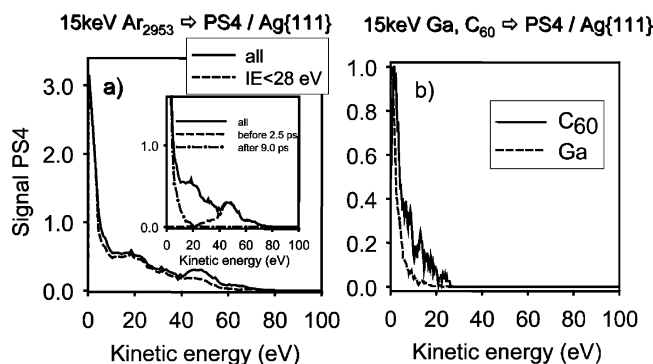 15keV Ar2953 ⇨ PS4 / Ag{111}
15keV Ga, C60 ⇨ PS4 / Ag{111}
all
IE<28 eV
a)
all
before 2.5 ps
after 9.0 ps
1.0
0.0
0 20 40 60 80 100
Kinetic energy (eV)
Signal PS4
3.0
2.0
1.0
0.0
0 20 40 60 80 100
Kinetic energy (eV)
b)
C60
Ga
1.0
0.8
0.6
0.4
0.2
0.0
0 20 40 60 80 100
Kinetic energy (eV)